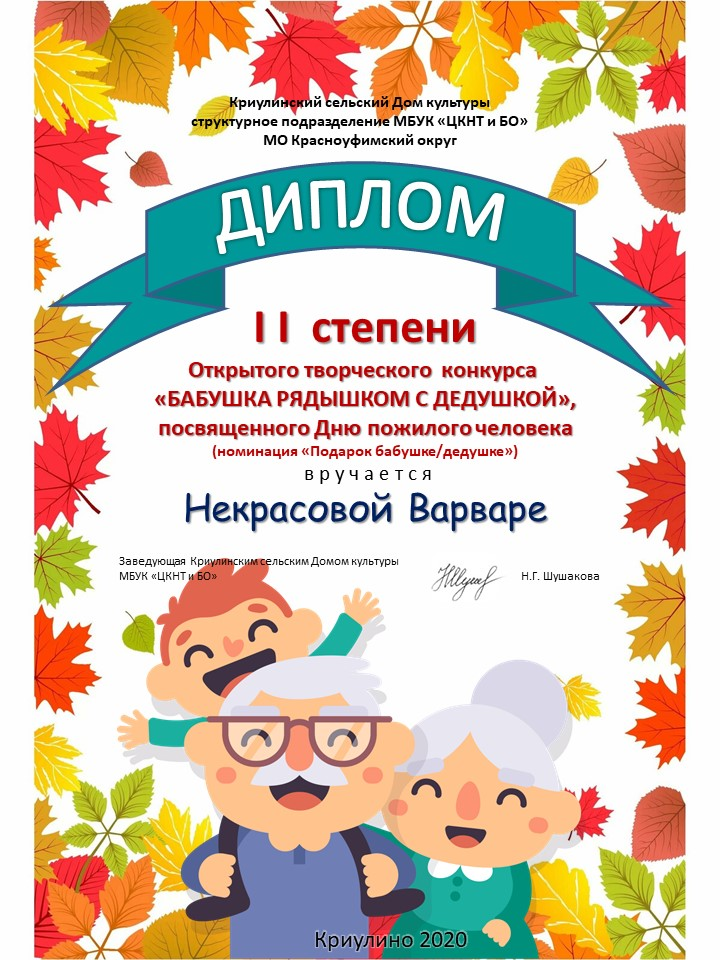 Криулинский сельский Дом культуры
структурное подразделение МБУК «ЦКНТ и БО»
МО Красноуфимский округ
ДИПЛОМ
I I степени
Открытого творческого конкурса
«БАБУШКА РЯДЫШКОМ С ДЕДУШКОЙ»,
посвященного Дню пожилого человека
(номинация «Подарок бабушке/дедушке»)
вручается
Некрасовой Варваре
Заведующая Криулинским сельским Домом культуры
МБУК «ЦКНТ и БО» Н.Г. Шушакова
Криулино 2020